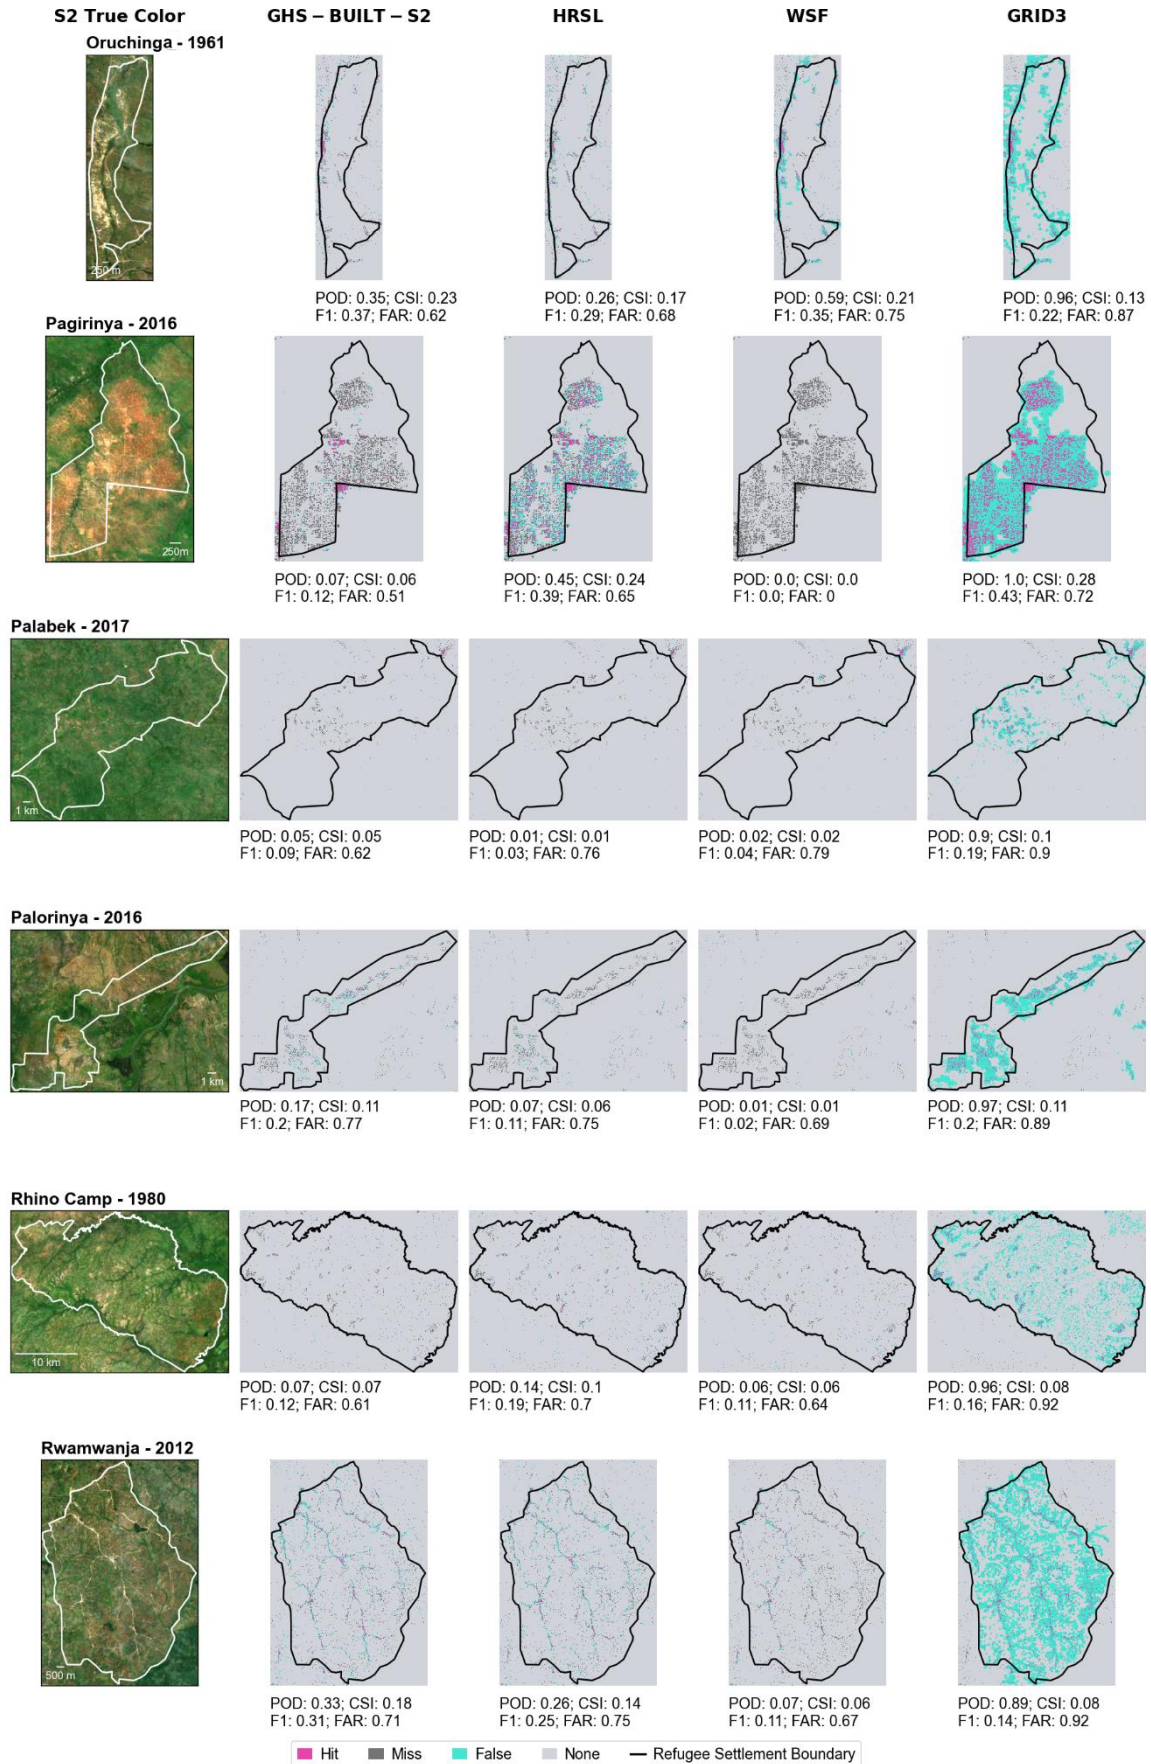 S2 True Color GHS – BUILT – S2 HRSL WSF GRID3
Oruchinga - 1961
250 m
POD: 0.35; CSI: 0.23 POD: 0.26; CSI: 0.17 POD: 0.59; CSI: 0.21 POD: 0.96; CSI: 0.13
F1: 0.37; FAR: 0.62 F1: 0.29; FAR: 0.68 F1: 0.35; FAR: 0.75 F1: 0.22; FAR: 0.87
Pagirinya - 2016
250m
POD: 0.07; CSI: 0.06 POD: 0.45; CSI: 0.24 POD: 0.0; CSI: 0.0 POD: 1.0; CSI: 0.28
F1: 0.12; FAR: 0.51 F1: 0.39; FAR: 0.65 F1: 0.0; FAR: 0 F1: 0.43; FAR: 0.72
Palabek - 2017
1 km
POD: 0.05; CSI: 0.05 POD: 0.01; CSI: 0.01 POD: 0.02; CSI: 0.02 POD: 0.9; CSI: 0.1
F1: 0.09; FAR: 0.62 F1: 0.03; FAR: 0.76 F1: 0.04; FAR: 0.79 F1: 0.19; FAR: 0.9
Palorinya - 2016
1 km
POD: 0.17; CSI: 0.11 POD: 0.07; CSI: 0.06 POD: 0.01; CSI: 0.01 POD: 0.97; CSI: 0.11
F1: 0.2; FAR: 0.77 F1: 0.11; FAR: 0.75 F1: 0.02; FAR: 0.69 F1: 0.2; FAR: 0.89
Rhino Camp - 1980
10 km
POD: 0.07; CSI: 0.07 POD: 0.14; CSI: 0.1 POD: 0.06; CSI: 0.06 POD: 0.96; CSI: 0.08
F1: 0.12; FAR: 0.61 F1: 0.19; FAR: 0.7 F1: 0.11; FAR: 0.64 F1: 0.16; FAR: 0.92
Rwamwanja - 2012
500 m
POD: 0.33; CSI: 0.18 POD: 0.26; CSI: 0.14 POD: 0.07; CSI: 0.06 POD: 0.89; CSI: 0.08
F1: 0.31; FAR: 0.71 F1: 0.25; FAR: 0.75 F1: 0.11; FAR: 0.67 F1: 0.14; FAR: 0.92
Hit Miss False None Refugee Settlement Boundary